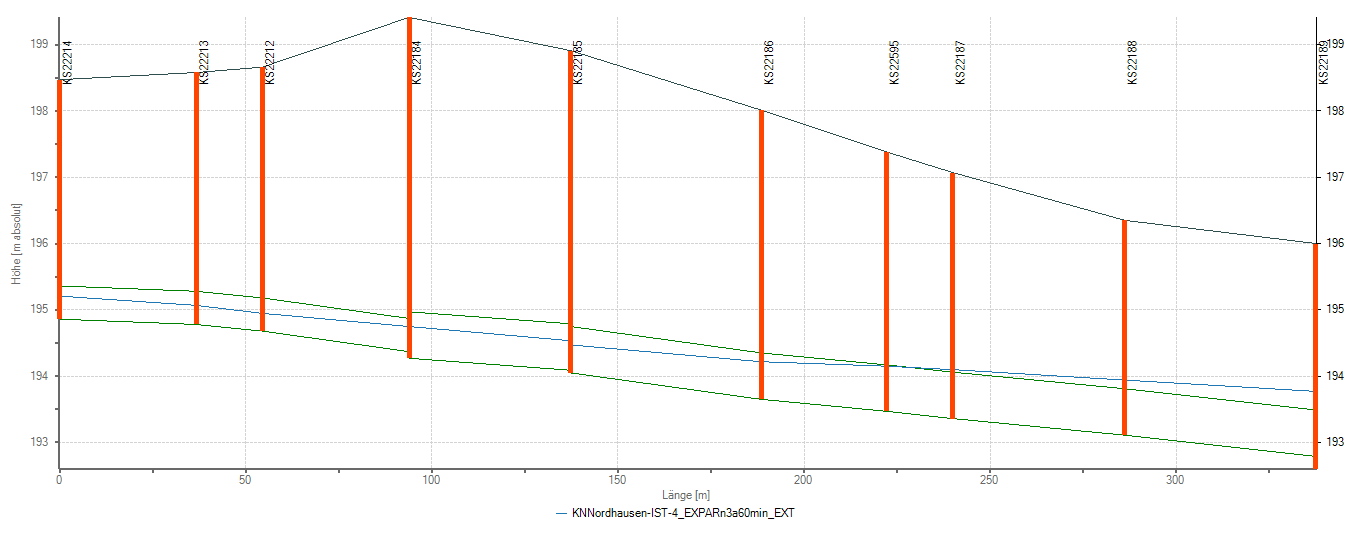 KS22214
KS22213
KS22212
KS22184
KS22185
KS22186
KS22595
KS22187
KS22188
KS22189
199
198
197
196
195
194
193
199
198
197
196
195
194
193
Höhe [m absolut]
0
50
100
150
200
250
300
Länge [m]
KNNordhausen-IST-4_EXPARn3a60min_EXT